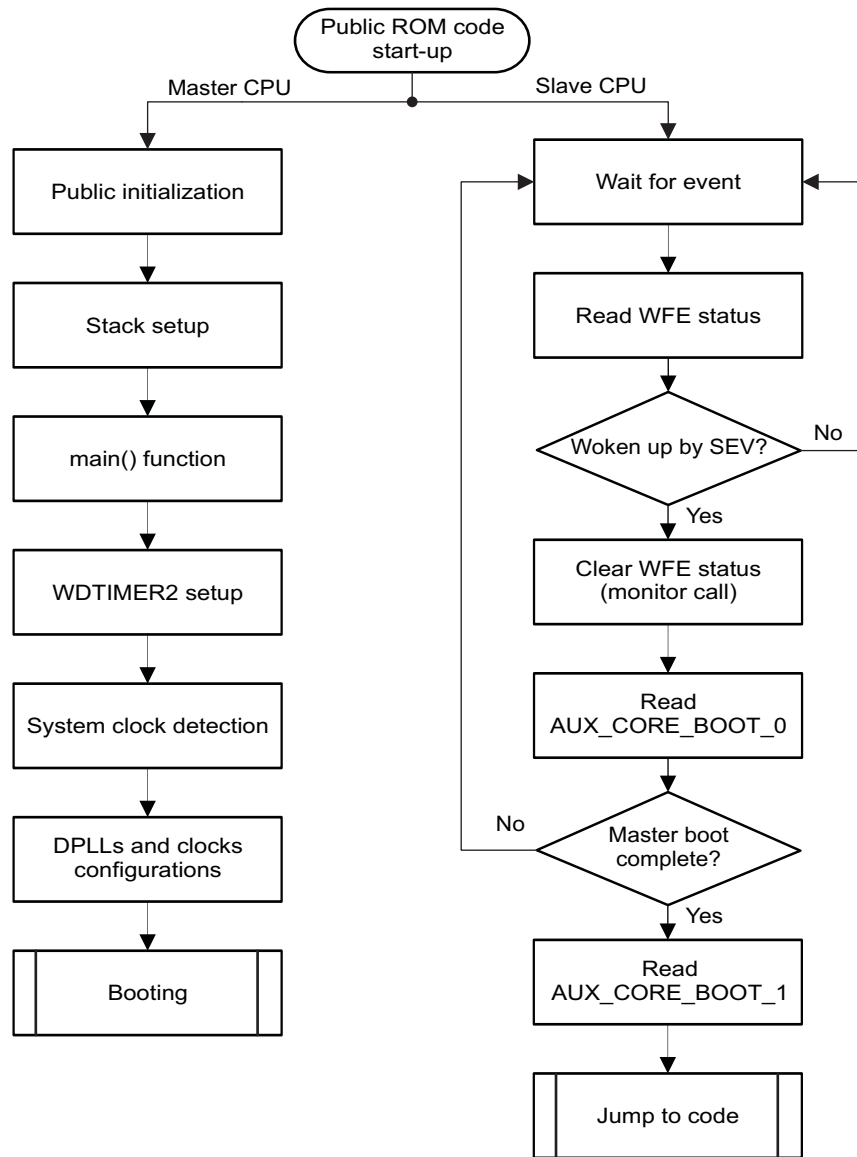 Public ROM code
start-up
Master CPU
Slave CPU
Public initialization
Stack setup
main() function
WDTIMER2 setup
System clock detection
DPLLs and clocks
configurations
Booting
Wait for event
Read WFE status
Woken up by SEV?
No
Yes
Clear WFE status
(monitor call)
Read
AUX_CORE_BOOT_0
No
Master boot
complete?
Yes
Read
AUX_CORE_BOOT_1
Jump to code